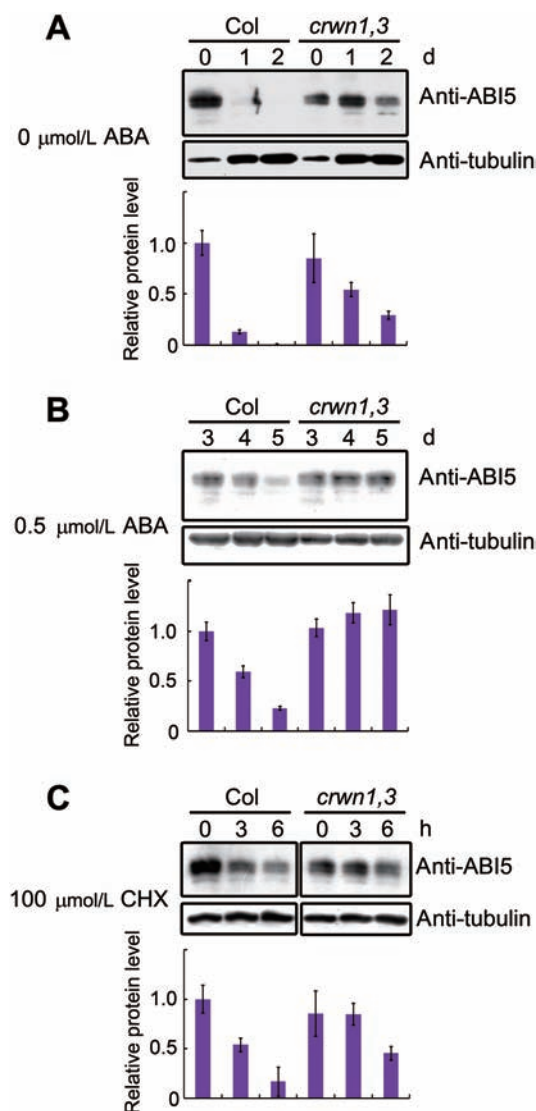 A
Col crwn1,3
0 1 2 0 1 2 d
Anti-ABI5
0 μmol/L ABA
Anti-tubulin
Relative protein level
1.0
0.5
0
B
Col crwn1,3
3 4 5 3 4 5 d
Anti-ABI5
0.5 μmol/L ABA
Anti-tubulin
Relative protein level
1.0
0.5
0
C
Col crwn1,3
0 3 6 0 3 6 h
Anti-ABI5
100 μmol/L CHX
Anti-tubulin
Relative protein level
1.0
0.5
0